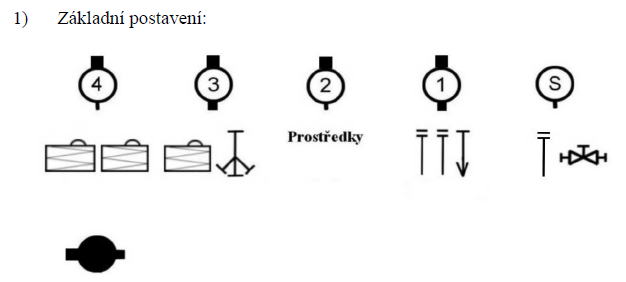 1) Základní postavení:
4 3 2 1 S
Prostředky